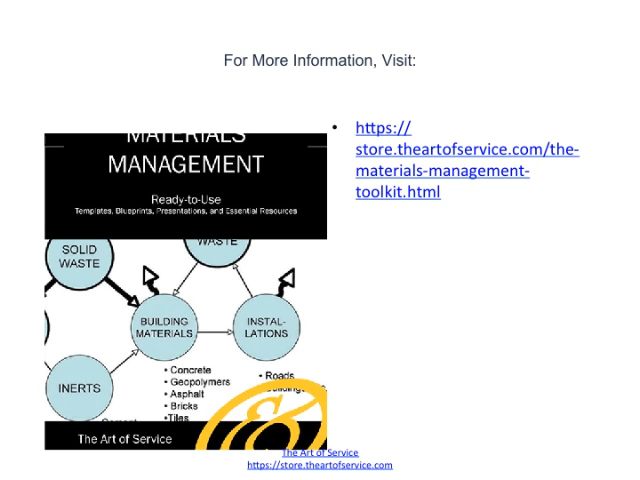 For More Information, Visit:
• https://
store.theartofservice.com/the-
materials-management-
toolkit.html
MATERIALS
MANAGEMENT
Ready-to-Use
Templates, Blueprints, Presentations, and Essential Resources
SOLID
WASTE
WASTE
BUILDING
MATERIALS
INSTAL-
LATIONS
INERTS
• Concrete
• Geopolymers
• Asphalt
• Bricks
•Tiles
• Roads
The Art of Service
The Art of Service
https://store.theartofservice.com